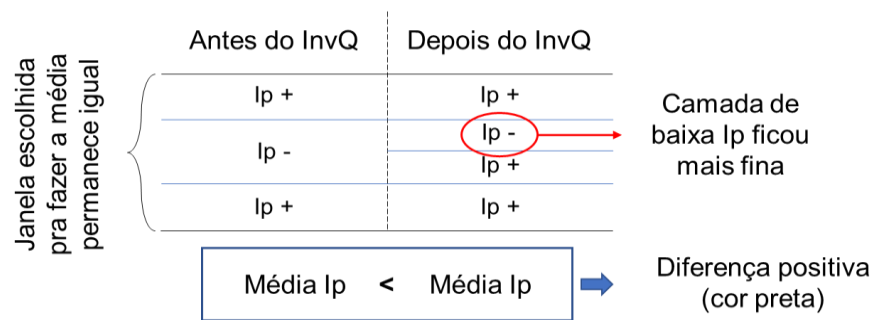 Antes do InvQ
Depois do InvQ
Janela escolhida
pra fazer a média
permanece igual
Ip +
Ip -
Ip +
Ip +
Ip -
Ip +
Ip +
Camada de
baixa Ip ficou
mais fina
Média Ip < Média Ip
Diferença positiva
(cor preta)